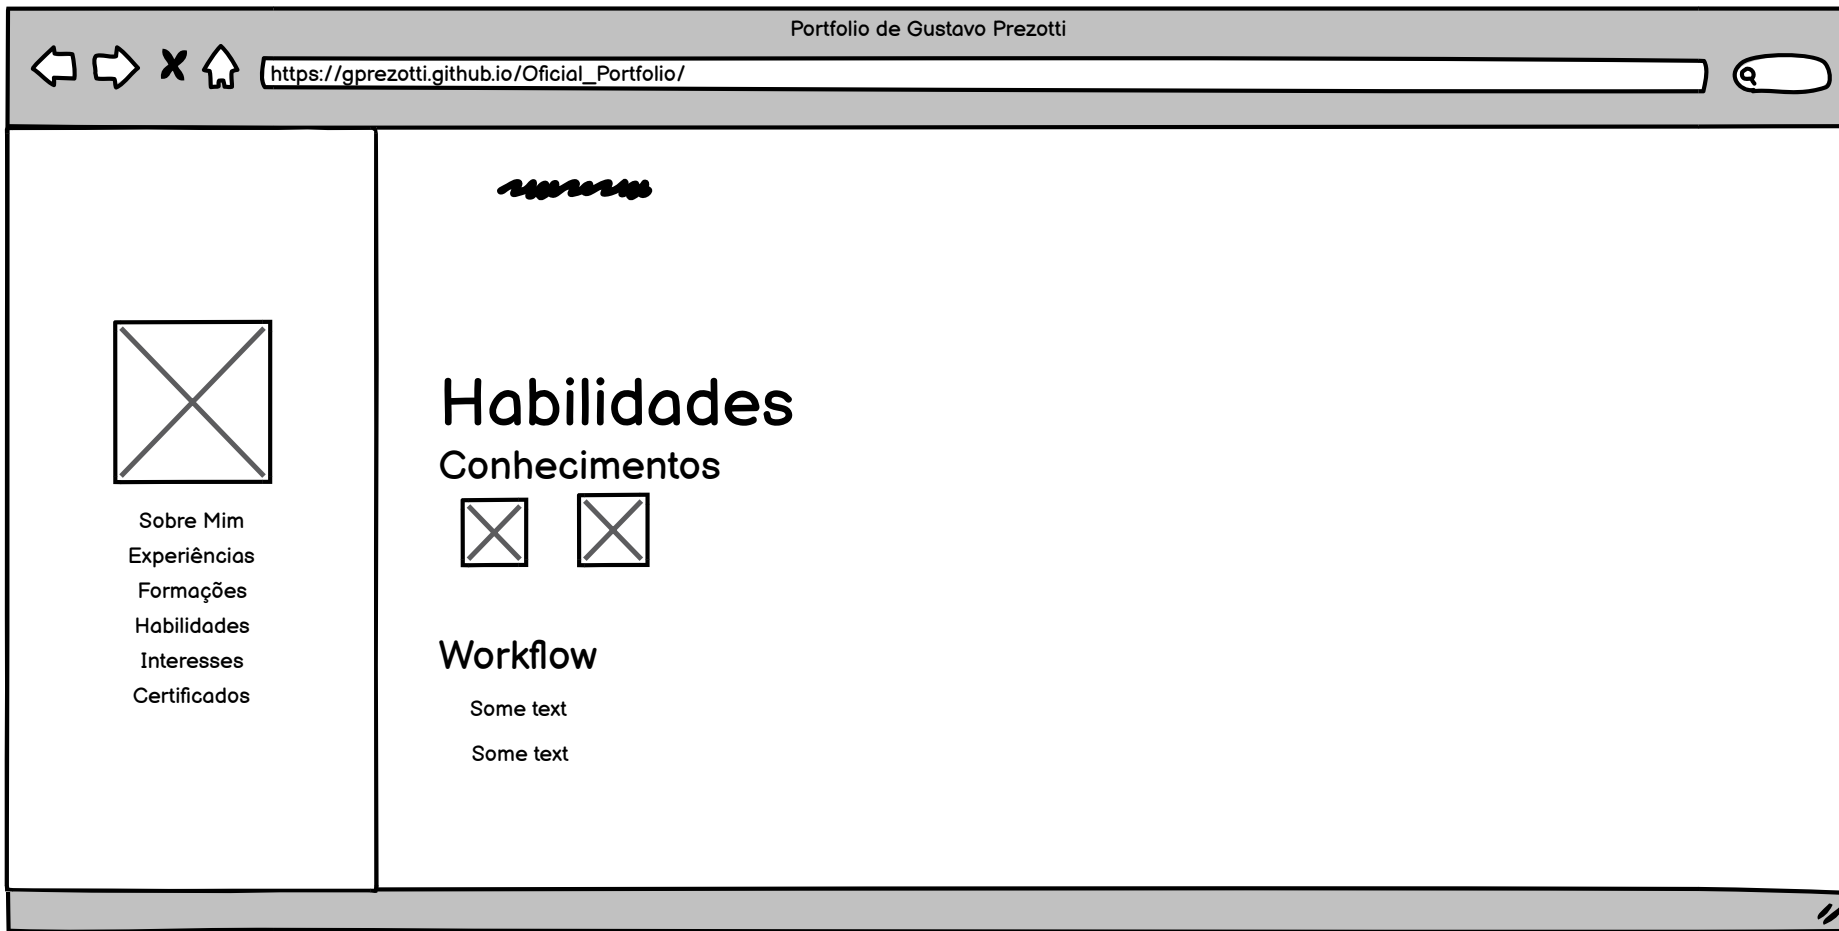 Portfolio de Gustavo Prezotti
https://gprezotti.github.io/Oficial_Portfolio/
Sobre Mim
Experiências
Formações
Habilidades
Interesses
Certificados
Habilidades
Conhecimentos
Workflow
Some text
Some text